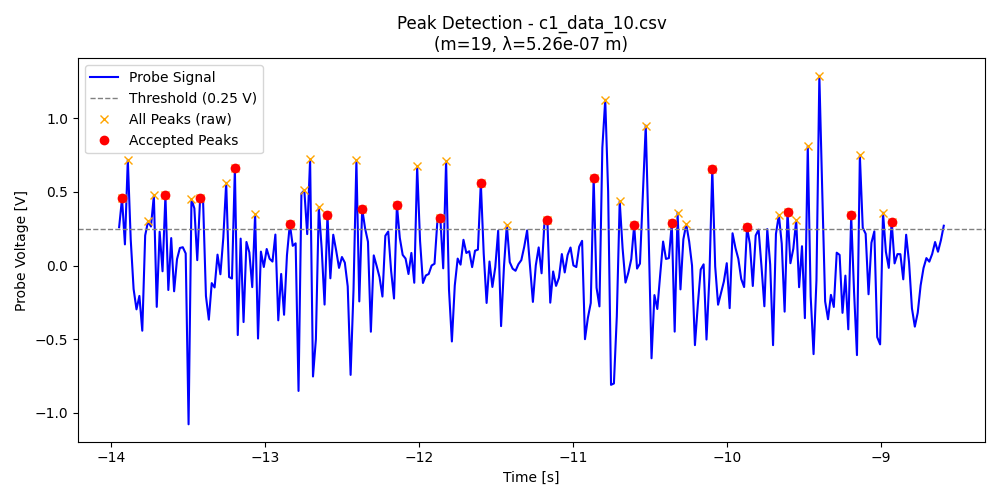 Peak Detection - c1_data_10.csv
(m=19, λ=5.26e-07 m)
Probe Signal
Threshold (0.25 V)
All Peaks (raw)
Accepted Peaks
Probe Voltage [V]
1.0
0.5
0.0
−0.5
−1.0
−14
−13
−12
−11
−10
−9
Time [s]